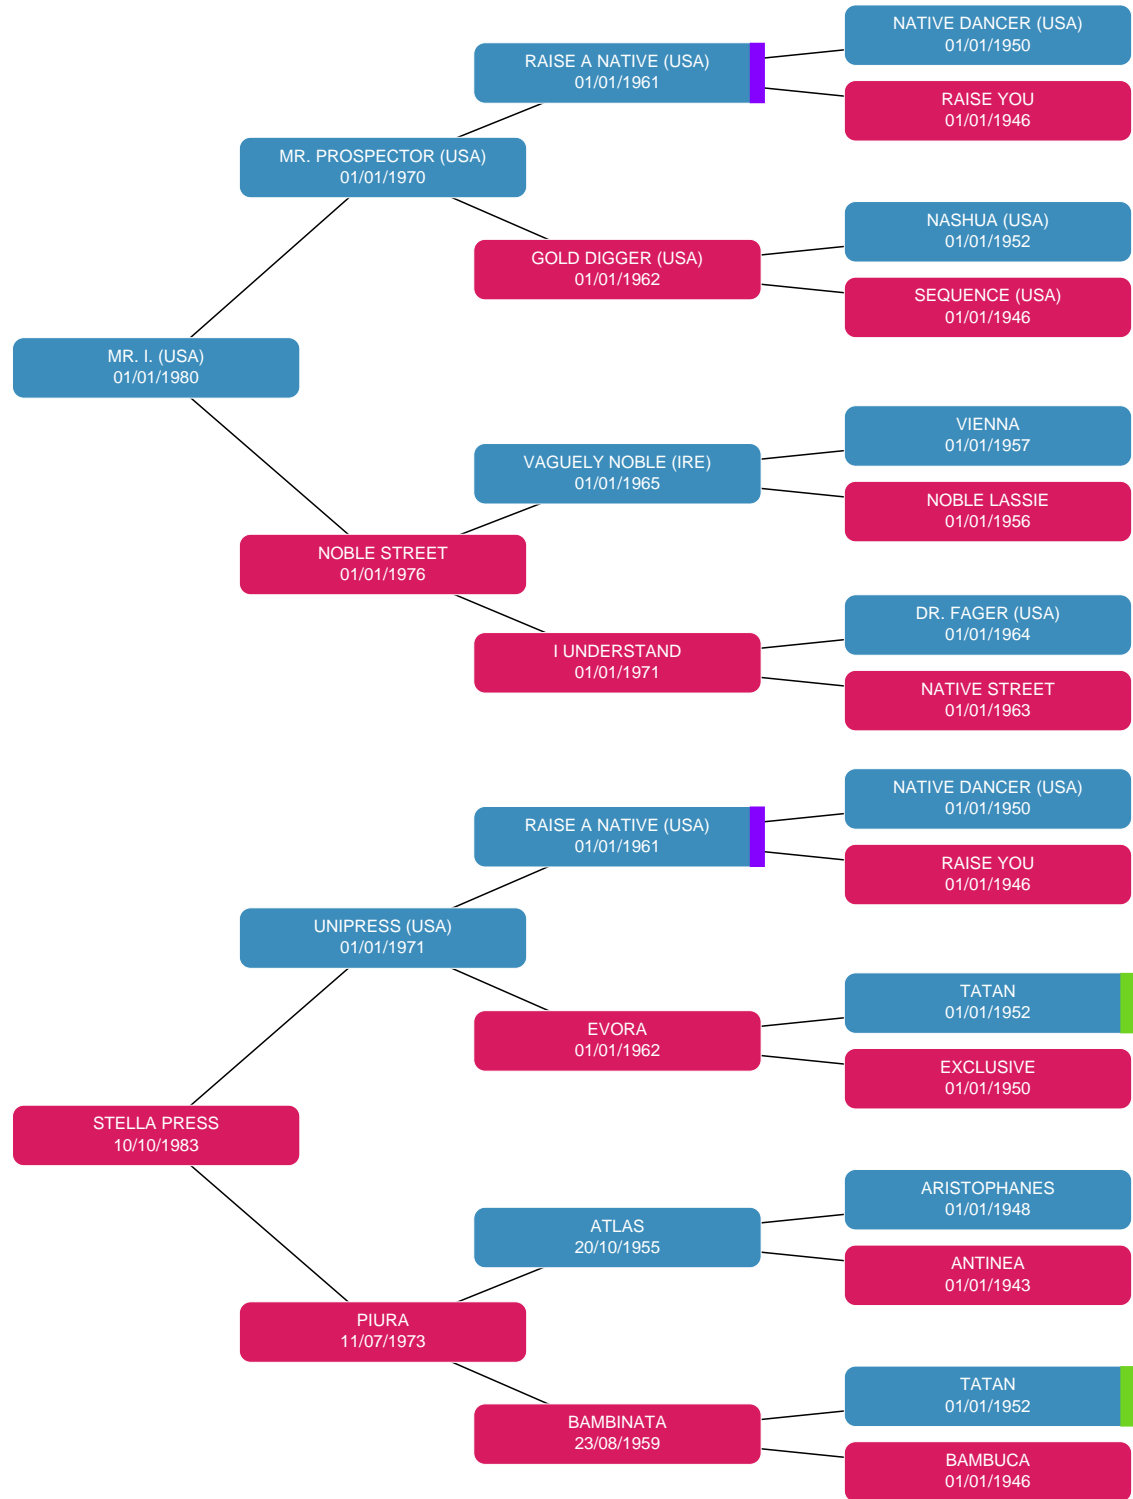 NATIVE DANCER (USA)
01/01/1950
RAISE A NATIVE (USA)
01/01/1961
RAISE YOU
01/01/1946
MR. PROSPECTOR (USA)
01/01/1970
NASHUA (USA)
01/01/1952
GOLD DIGGER (USA)
01/01/1962
SEQUENCE (USA)
01/01/1946
MR. I. (USA)
01/01/1980
VIENNA
01/01/1957
VAGUELY NOBLE (IRE)
01/01/1965
NOBLE LASSIE
01/01/1956
NOBLE STREET
01/01/1976
DR. FAGER (USA)
01/01/1964
I UNDERSTAND
01/01/1971
NATIVE STREET
01/01/1963
NATIVE DANCER (USA)
01/01/1950
RAISE A NATIVE (USA)
01/01/1961
RAISE YOU
01/01/1946
UNIPRESS (USA)
01/01/1971
TATAN
01/01/1952
EVORA
01/01/1962
EXCLUSIVE
01/01/1950
STELLA PRESS
10/10/1983
ARISTOPHANES
01/01/1948
ATLAS
20/10/1955
ANTINEA
01/01/1943
PIURA
11/07/1973
TATAN
01/01/1952
BAMBINATA
23/08/1959
BAMBUCA
01/01/1946